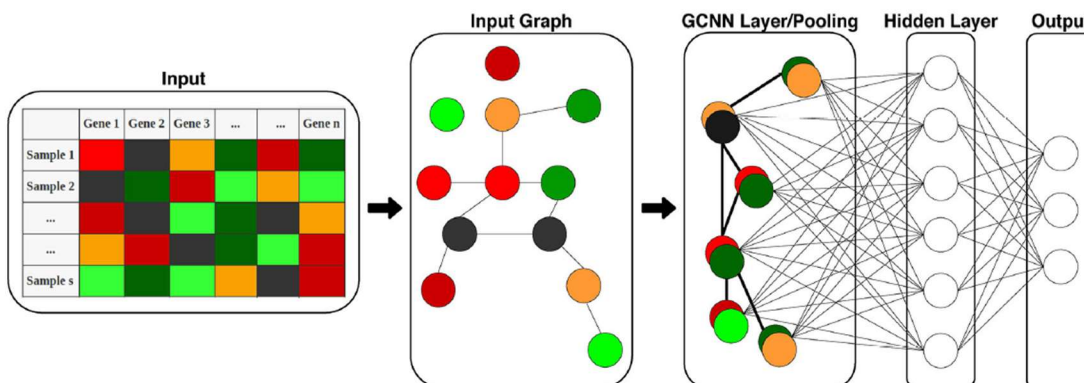 Input
Gene 1 Gene 2 Gene 3 ... ... Gene n
Sample 1
Sample 2
...
...
Sample s
Input Graph
GCNN Layer/Pooling
Hidden Layer
Output